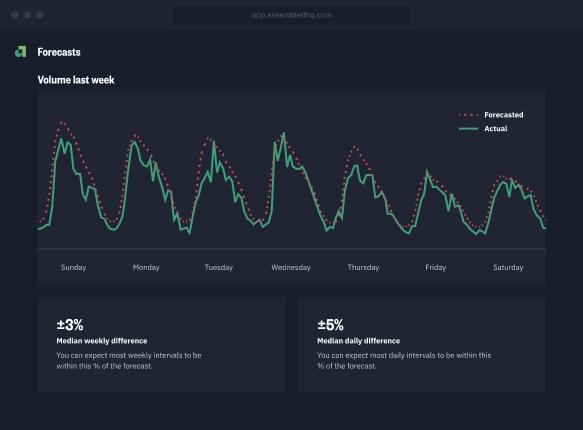 app.assembledhq.com
Forecasts
Volume last week
Forecasted
Actual
Sunday Monday Tuesday Wednesday Thursday Friday Saturday
±3%
Median weekly difference
You can expect most weekly intervals to be
within this % of the forecast.
±5%
Median daily difference
You can expect most daily intervals to be within this
% of the forecast.